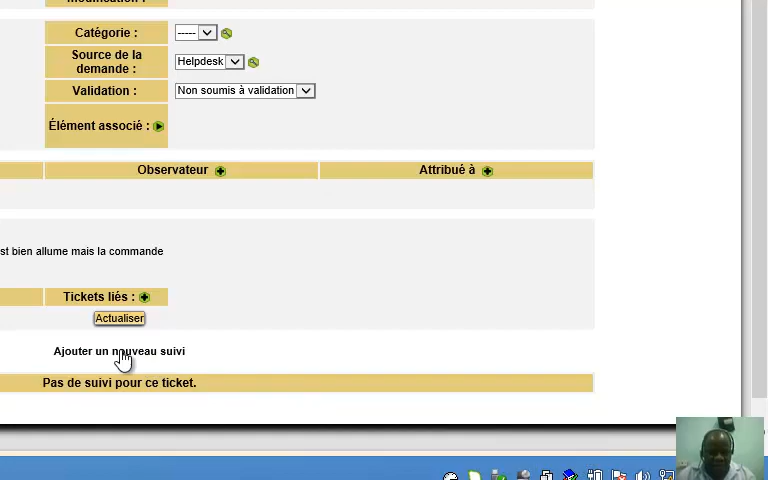 modification :
Catégorie : -----
Source de la
demande : Helpdesk
Validation : Non soumis à validation
Élément associé :
Observateur Attribué à
st bien allume mais la commande
Tickets liés :
Actualiser
Ajouter un nouveau suivi
Pas de suivi pour ce ticket.